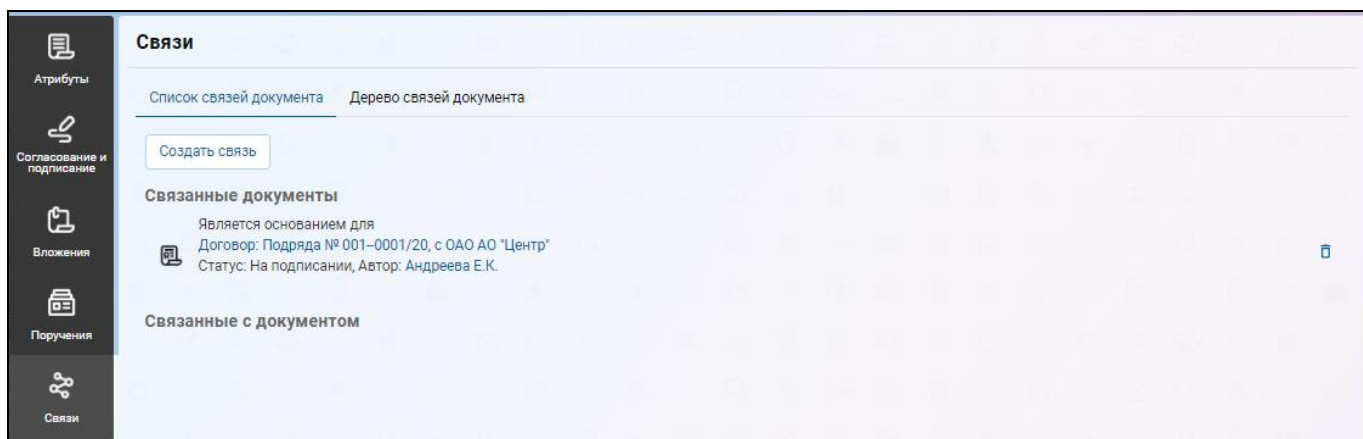 Атрибуты
Согласование и
подписание
Вложения
Поручения
Связи
Связи
Список связей документа Дерево связей документа
Создать связь
Связанные документы
Является основанием для
Договор: Подряда № 001–0001/20, с ОАО АО "Центр"
Статус: На подписании, Автор: Андреева Е.К.
Связанные с документом